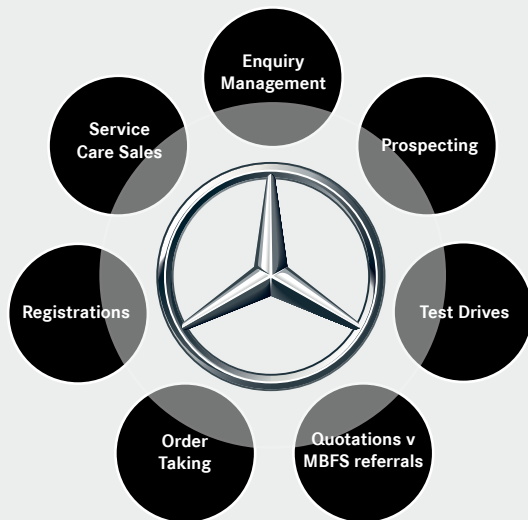 Enquiry
Management
Prospecting
Test Drives
Quotations v
MBFS referrals
Order
Taking
Registrations
Service
Care Sales